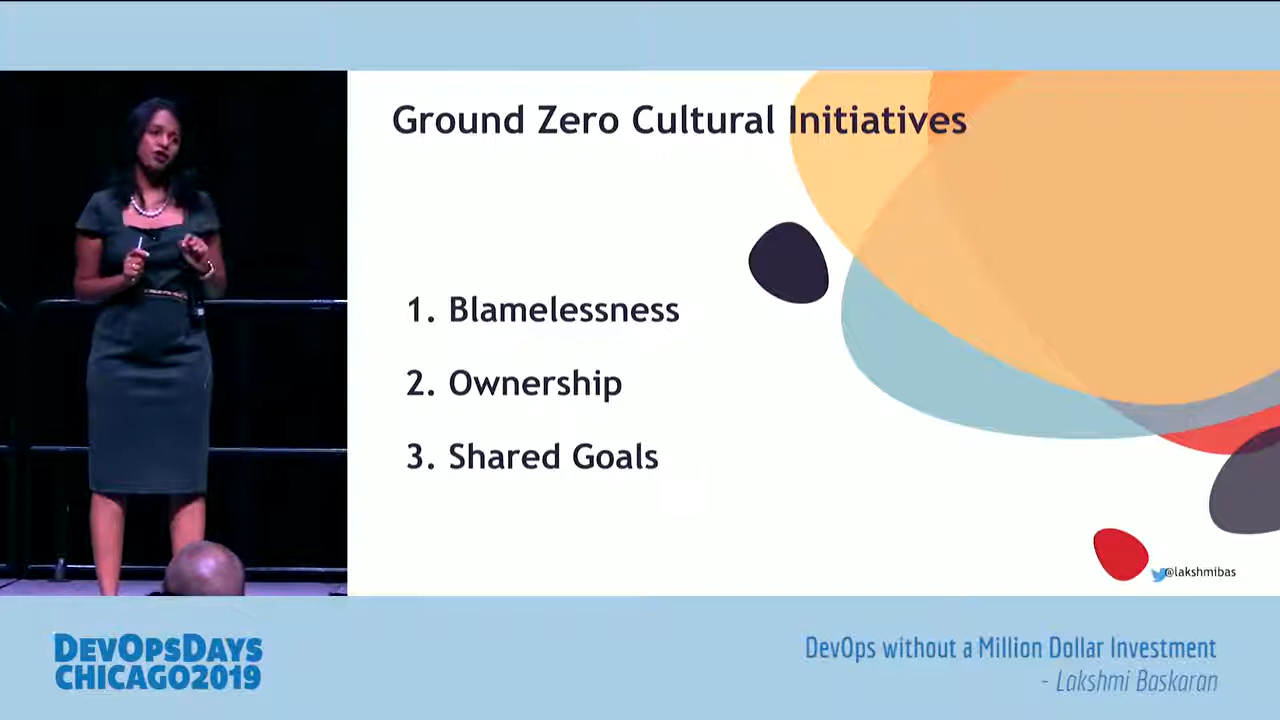 Ground Zero Cultural Initiatives
1. Blamelessness
2. Ownership
3. Shared Goals
@lakshmibas
DEVOPSDAYS
CHICAGO2019
DevOps without a Million Dollar Investment
- Lakshmi Baskaran